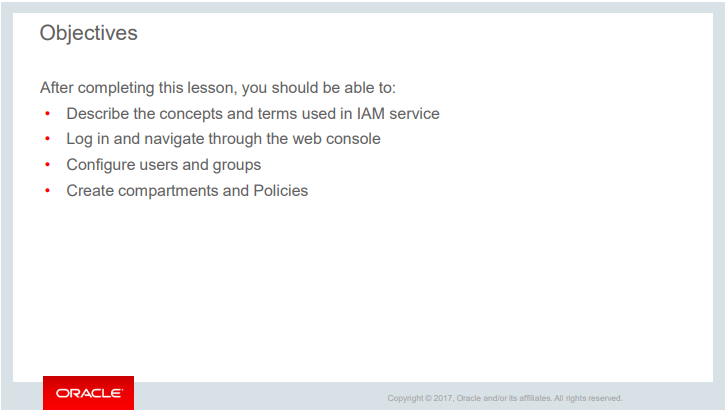 Objectives
After completing this lesson, you should be able to:
• Describe the concepts and terms used in IAM service
• Log in and navigate through the web console
• Configure users and groups
• Create compartments and Policies
ORACLE
Copyright © 2017, Oracle and/or its affiliates. All rights reserved.